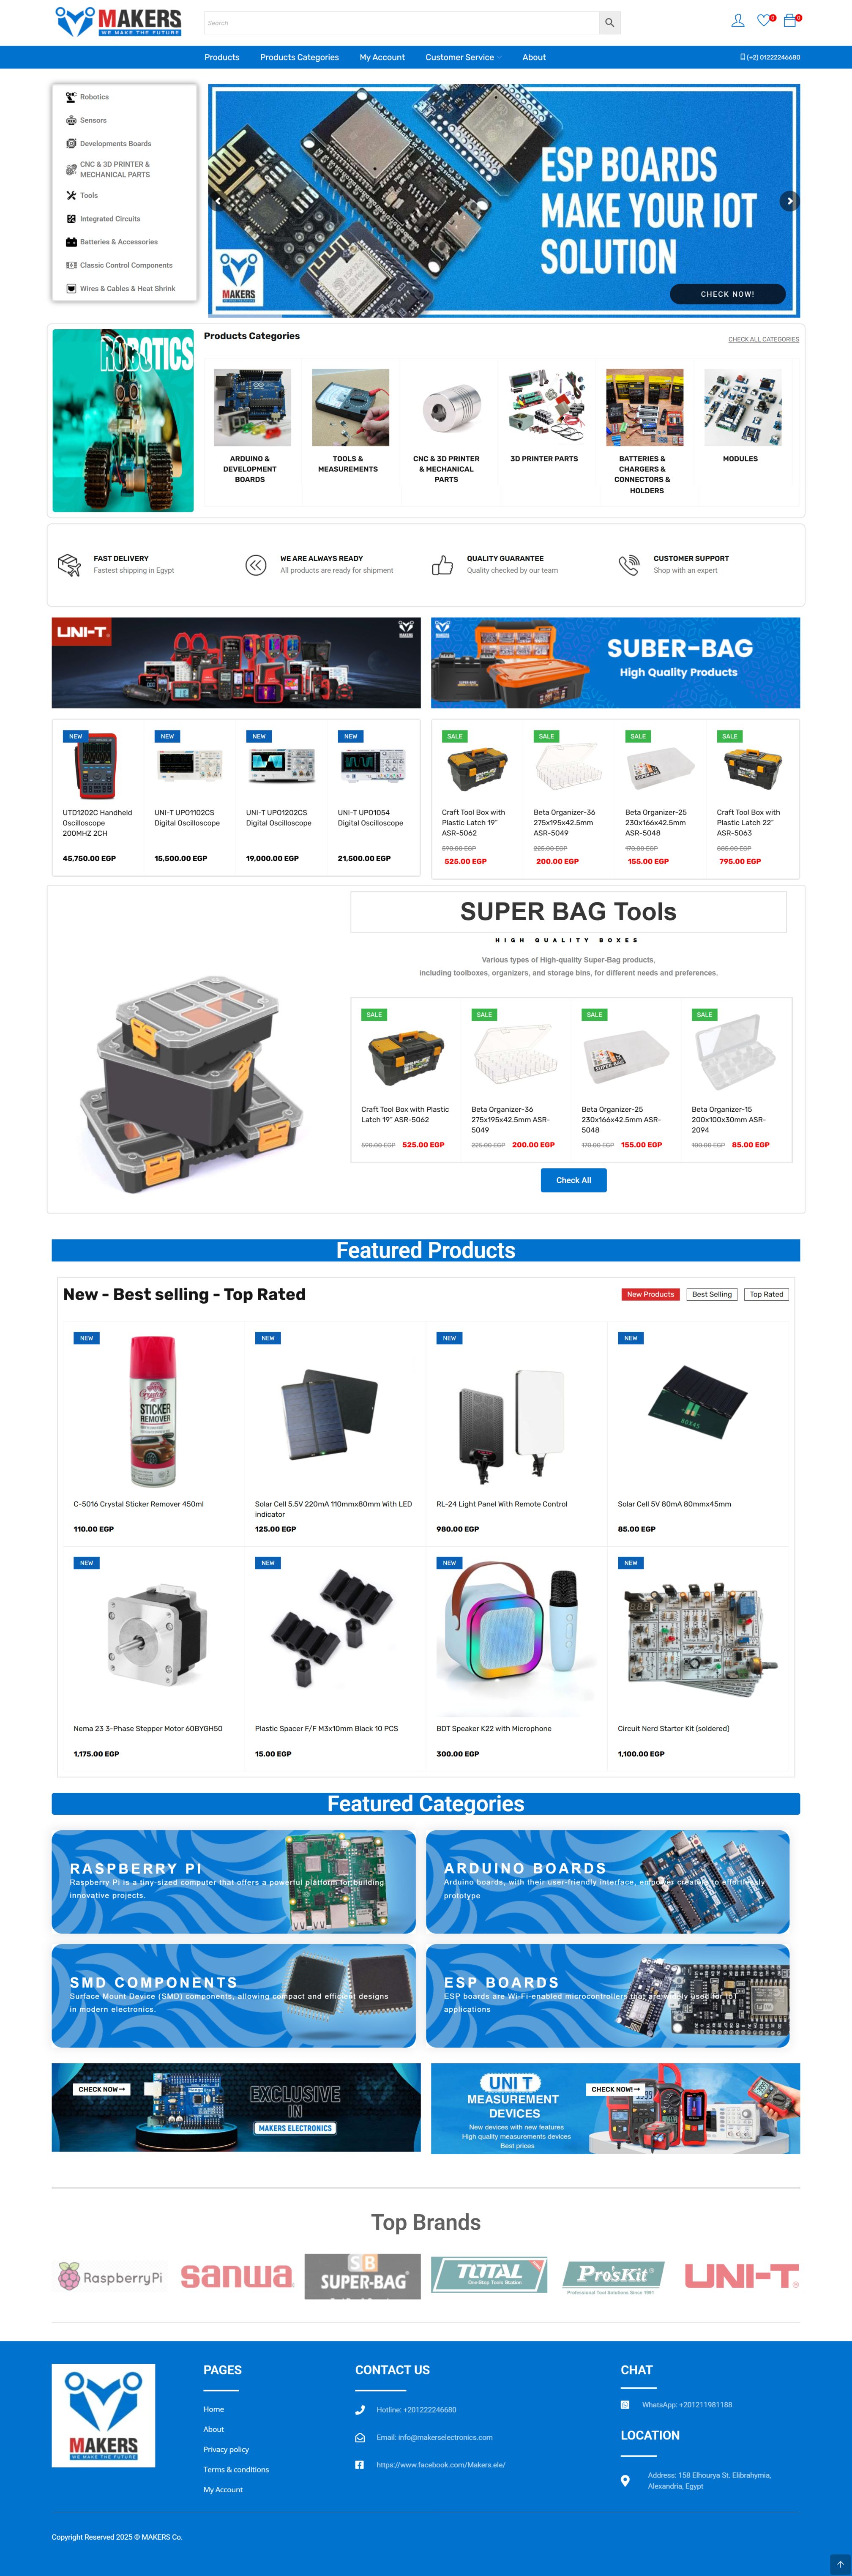 MAKERS
WE MAKE THE FUTURE
Search
0
0
Products
Products Categories
My Account
Customer Service
About
(+2) 01222246680
Robotics
Sensors
Developments Boards
CNC & 3D PRINTER &
MECHANICAL PARTS
Tools
Integrated Circuits
Batteries & Accessories
Classic Control Components
Wires & Cables & Heat Shrink
ESP BOARDS
MAKE YOUR IOT
SOLUTION
MAKERS
WE MAKE THE FUTURE
CHECK NOW!
ROBOTICS
Products Categories
CHECK ALL CATEGORIES
ARDUINO &
DEVELOPMENT
BOARDS
TOOLS &
MEASUREMENTS
CNC & 3D PRINTER
& MECHANICAL
PARTS
3D PRINTER PARTS
BATTERIES &
CHARGERS &
CONNECTORS &
HOLDERS
MODULES
FAST DELIVERY
Fastest shipping in Egypt
WE ARE ALWAYS READY
All products are ready for shipment
QUALITY GUARANTEE
Quality checked by our team
CUSTOMER SUPPORT
Shop with an expert
UNI-T
MAKERS
MAKERS
SUBER-BAG
High Quality Products
NEW
UTD1202C Handheld
Oscilloscope
200MHZ 2CH
45,750.00 EGP
NEW
UNI-T UPO1102CS
Digital Oscilloscope
15,500.00 EGP
NEW
UNI-T UPO1202CS
Digital Oscilloscope
19,000.00 EGP
NEW
UNI-T UPO1054
Digital Oscilloscope
21,500.00 EGP
SALE
Craft Tool Box with
Plastic Latch 19”
ASR-5062
590.00 EGP
525.00 EGP
SALE
Beta Organizer-36
275x195x42.5mm
ASR-5049
225.00 EGP
200.00 EGP
SALE
Beta Organizer-25
230x166x42.5mm
ASR-5048
170.00 EGP
155.00 EGP
SALE
Craft Tool Box with
Plastic Latch 22”
ASR-5063
885.00 EGP
795.00 EGP
SUPER BAG Tools
HIGH QUALITY BOXES
Various types of High-quality Super-Bag products,
including toolboxes, organizers, and storage bins, for different needs and preferences.
SALE
Craft Tool Box with Plastic
Latch 19” ASR-5062
590.00 EGP 525.00 EGP
SALE
Beta Organizer-36
275x195x42.5mm ASR-
5049
225.00 EGP 200.00 EGP
SALE
Beta Organizer-25
230x166x42.5mm ASR-
5048
170.00 EGP 155.00 EGP
SALE
Beta Organizer-15
200x100x30mm ASR-
2094
100.00 EGP 85.00 EGP
Check All
Featured Products
New - Best selling - Top Rated
New Products
Best Selling
Top Rated
NEW
Crystal
STICKER
REMOVER
C-5016 Crystal Sticker Remover 450ml
110.00 EGP
NEW
Solar Cell 5.5V 220mA 110mmx80mm With LED
indicator
125.00 EGP
NEW
RL-24 Light Panel With Remote Control
980.00 EGP
NEW
80X45
Solar Cell 5V 80mA 80mmx45mm
85.00 EGP
NEW
Nema 23 3-Phase Stepper Motor 60BYGH50
1,175.00 EGP
NEW
Plastic Spacer F/F M3x10mm Black 10 PCS
15.00 EGP
NEW
BDT Speaker K22 with Microphone
300.00 EGP
NEW
Circuit Nerd Starter Kit (soldered)
1,100.00 EGP
Featured Categories
RASPBERRY PI
Raspberry Pi is a tiny-sized computer that offers a powerful platform for building
innovative projects.
ARDUINO BOARDS
Arduino boards, with their user-friendly interface, empower creators to effortlessly
prototype
SMD COMPONENTS
Surface Mount Device (SMD) components, allowing compact and efficient designs
in modern electronics.
ESP BOARDS
ESP boards are Wi-Fi-enabled microcontrollers that are widely used for IoT
applications
CHECK NOW
EXCLUSIVE
IN
MAKERS ELECTRONICS
UNI T
MEASUREMENT
DEVICES
New devices with new features
High quality measurements devices
Best prices
CHECK NOW!
Top Brands
RaspberryPi
sanwa
SB
SUPER-BAG
TOTAL
One-Stop Tools Station
Pro'sKit
Professional Tool Solutions Since 1991
UNI-T
MAKERS
WE MAKE THE FUTURE
PAGES
Home
About
Privacy policy
Terms & conditions
My Account
CONTACT US
Hotline: +201222246680
Email: info@makerselectronics.com
https://www.facebook.com/Makers.ele/
CHAT
WhatsApp: +201211981188
LOCATION
Address: 158 Elhourya St. Elibrahymia,
Alexandria, Egypt
Copyright Reserved 2025 © MAKERS Co.